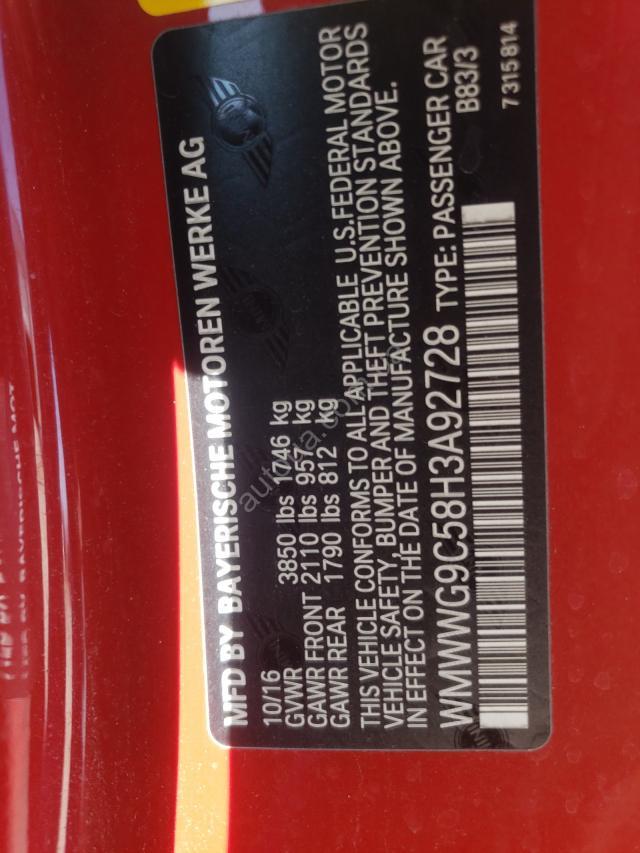 MFD BY BAYERISCHE MOTOREN WERKE AG
10/16
GVWR 3850 lbs 1746 kg
GAWR FRONT 2110 lbs 957 kg
GAWR REAR 1790 lbs 812 kg
THIS VEHICLE CONFORMS TO ALL APPLICABLE U.S.FEDERAL MOTOR
VEHICLE SAFETY, BUMPER AND THEFT PREVENTION STANDARDS
IN EFFECT ON THE DATE OF MANUFACTURE SHOWN ABOVE.
WMWWG9C58H3A92728 TYPE: PASSENGER CAR
B83/3
7315814